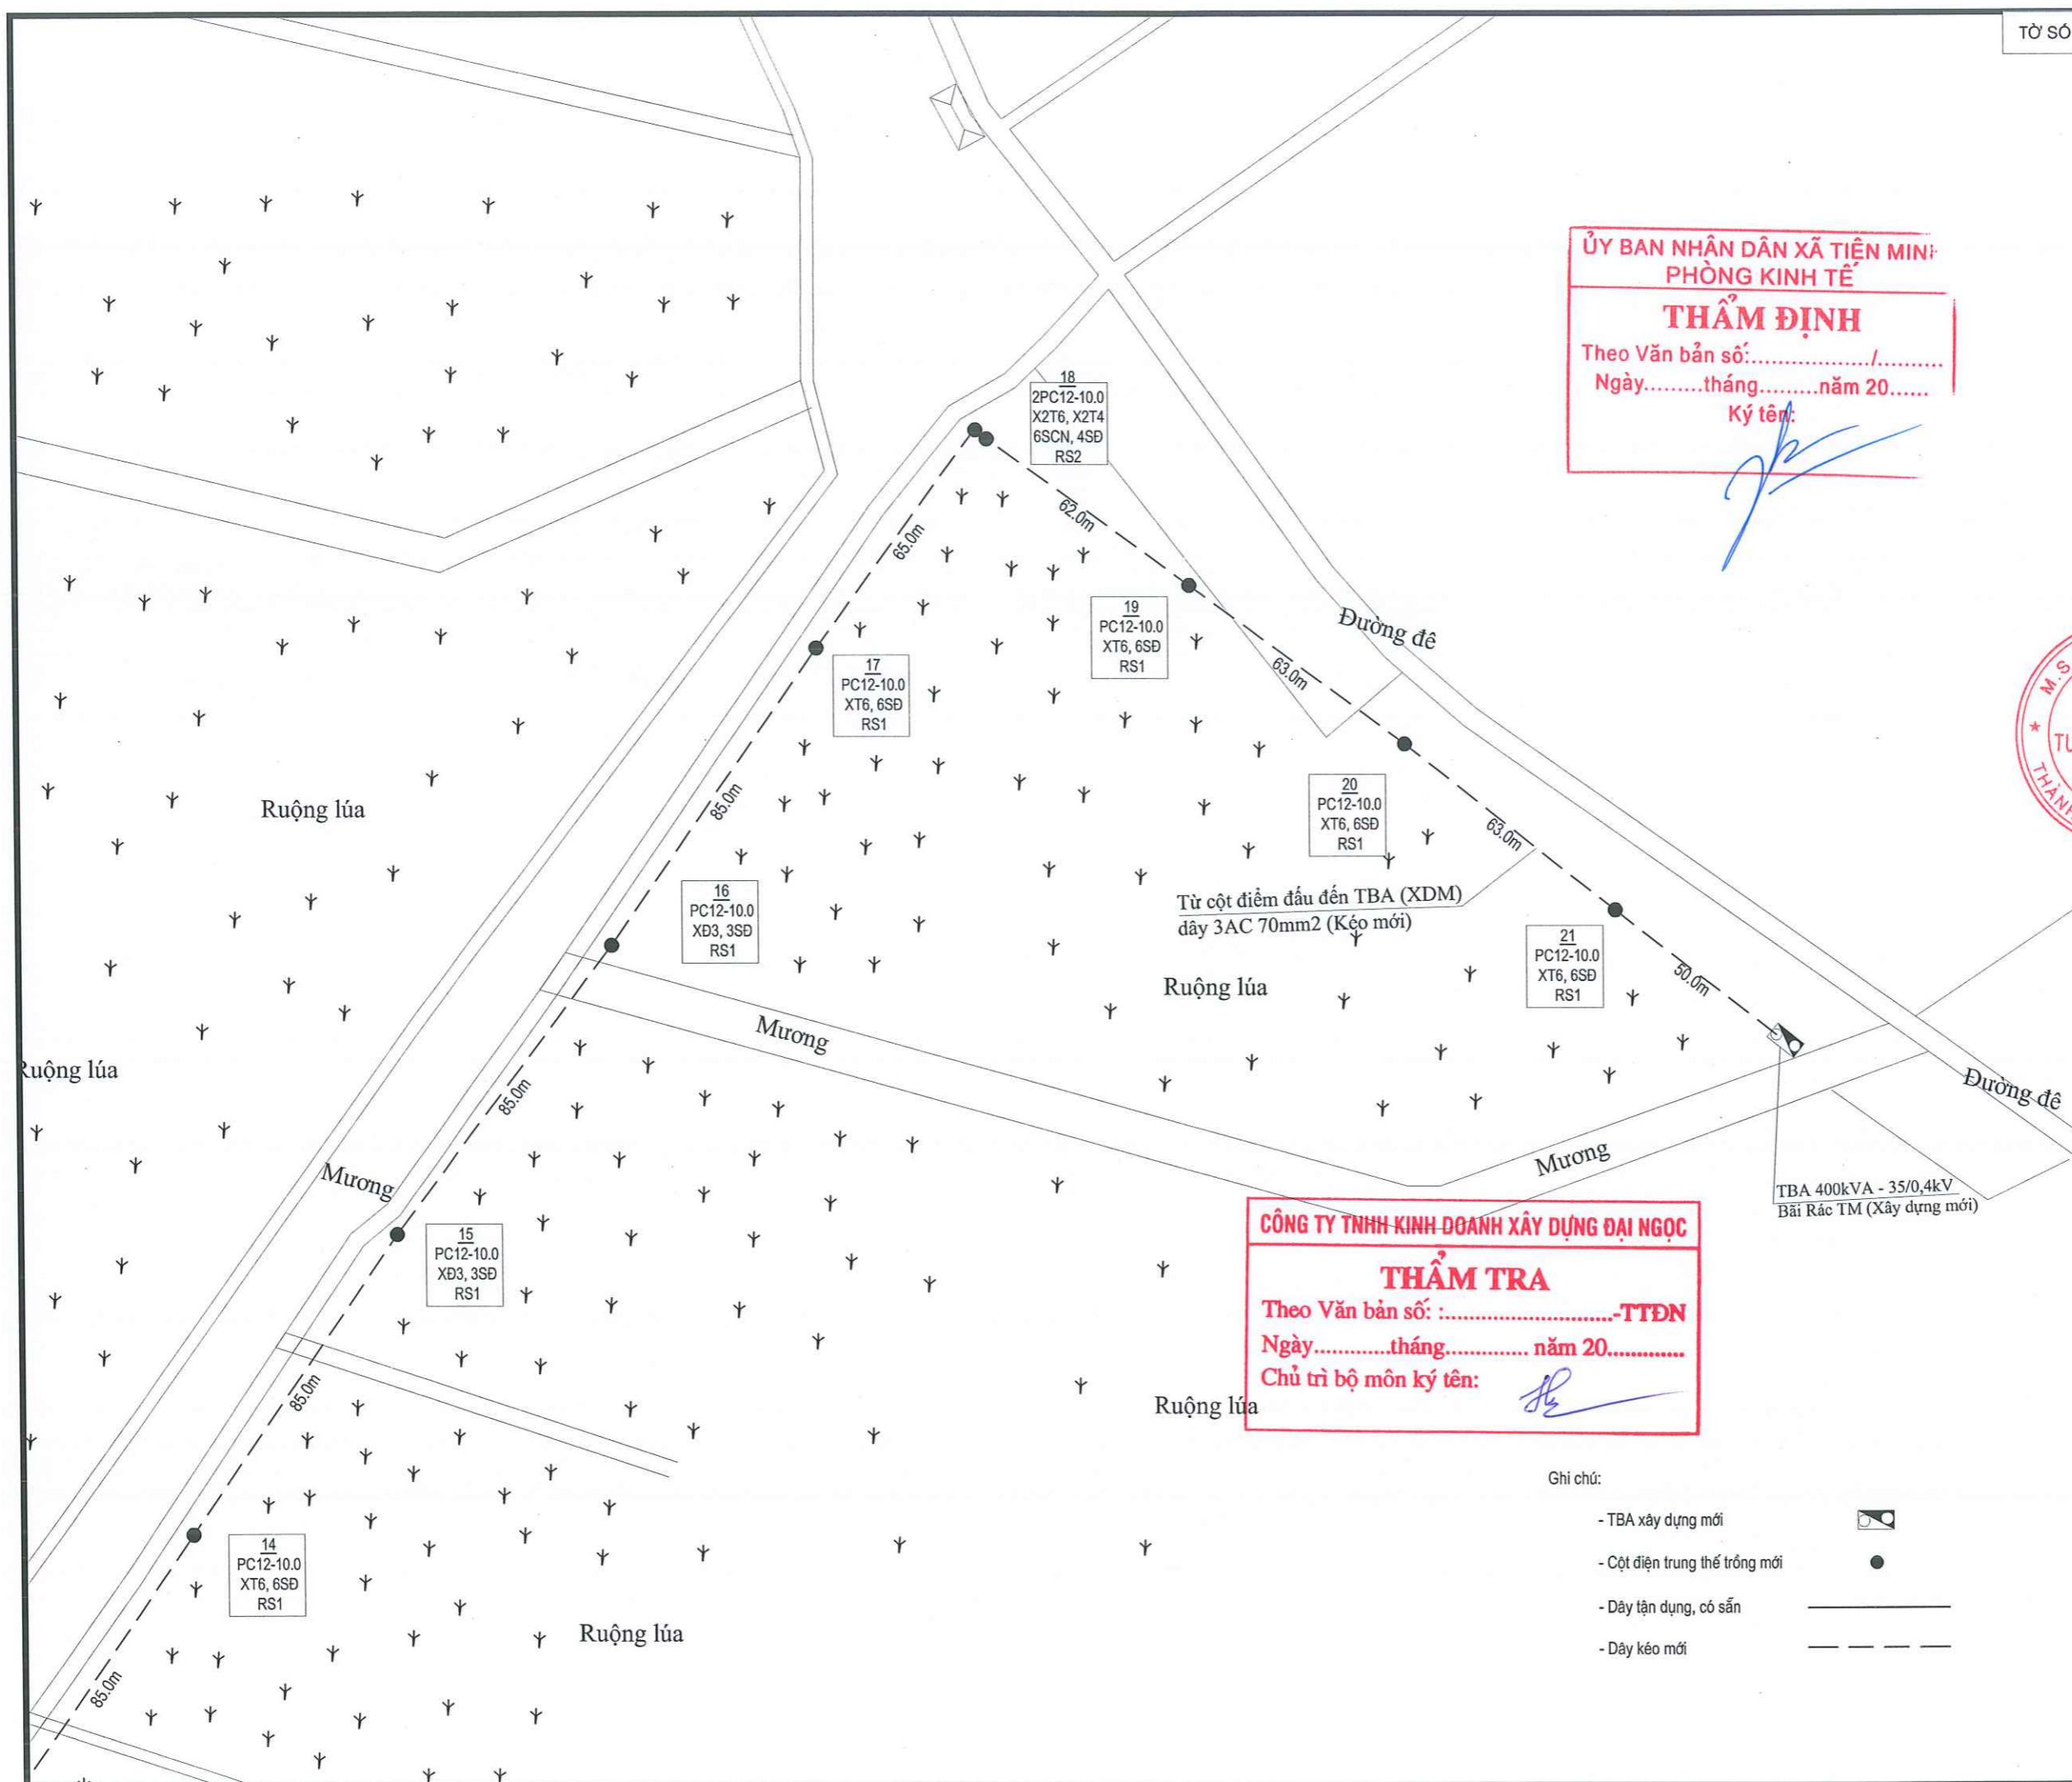 TỜ SỐ
ỦY BAN NHÂN DÂN XÃ TIÊN MINH
PHÒNG KINH TẾ
THẨM ĐỊNH
Theo Văn bản số:................../..........
Ngày.........tháng.........năm 20......
Ký tên:
18
2PC12-10.0
X2T6, X2T4
6SCN, 4SĐ
RS2
62.0m
65.0m
19
PC12-10.0
XT6, 6SĐ
RS1
Đường đê
63.0m
17
PC12-10.0
XT6, 6SĐ
RS1
M.S
TU
THÀNH
85.0m
Ruộng lúa
20
PC12-10.0
XT6, 6SĐ
RS1
63.0m
16
PC12-10.0
XĐ3, 3SĐ
RS1
Từ cột điểm đấu đến TBA (XDM)
dây 3AC 70mm2 (Kéo mới)
21
PC12-10.0
XT6, 6SĐ
RS1
50.0m
Ruộng lúa
Mương
Ruộng lúa
85.0m
Đường đê
Mương
Mương
TBA 400kVA - 35/0,4kV
Bãi Rác TM (Xây dựng mới)
15
PC12-10.0
XĐ3, 3SĐ
RS1
CÔNG TY TNHH KINH DOANH XÂY DỰNG ĐẠI NGỌC
THẨM TRA
Theo Văn bản số: :.............................-TTĐN
Ngày.............tháng.............. năm 20.............
Chủ trì bộ môn ký tên:
85.0m
Ruộng lúa
Ghi chú:
- TBA xây dựng mới
- Cột điện trung thế trồng mới
- Dây tận dụng, có sẵn
- Dây kéo mới
14
PC12-10.0
XT6, 6SĐ
RS1
Ruộng lúa
85.0m